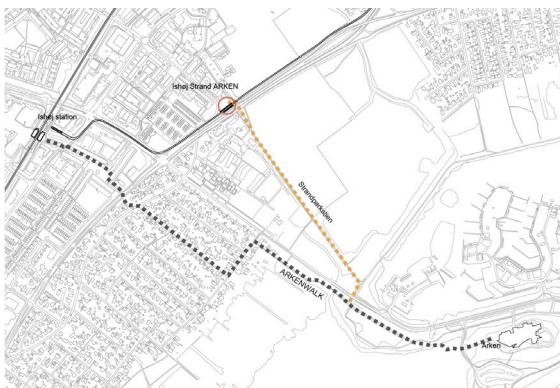 Ishøj Strand ARKEN
Ishøj station
Strandparkstien
ARKENWALK
Arken